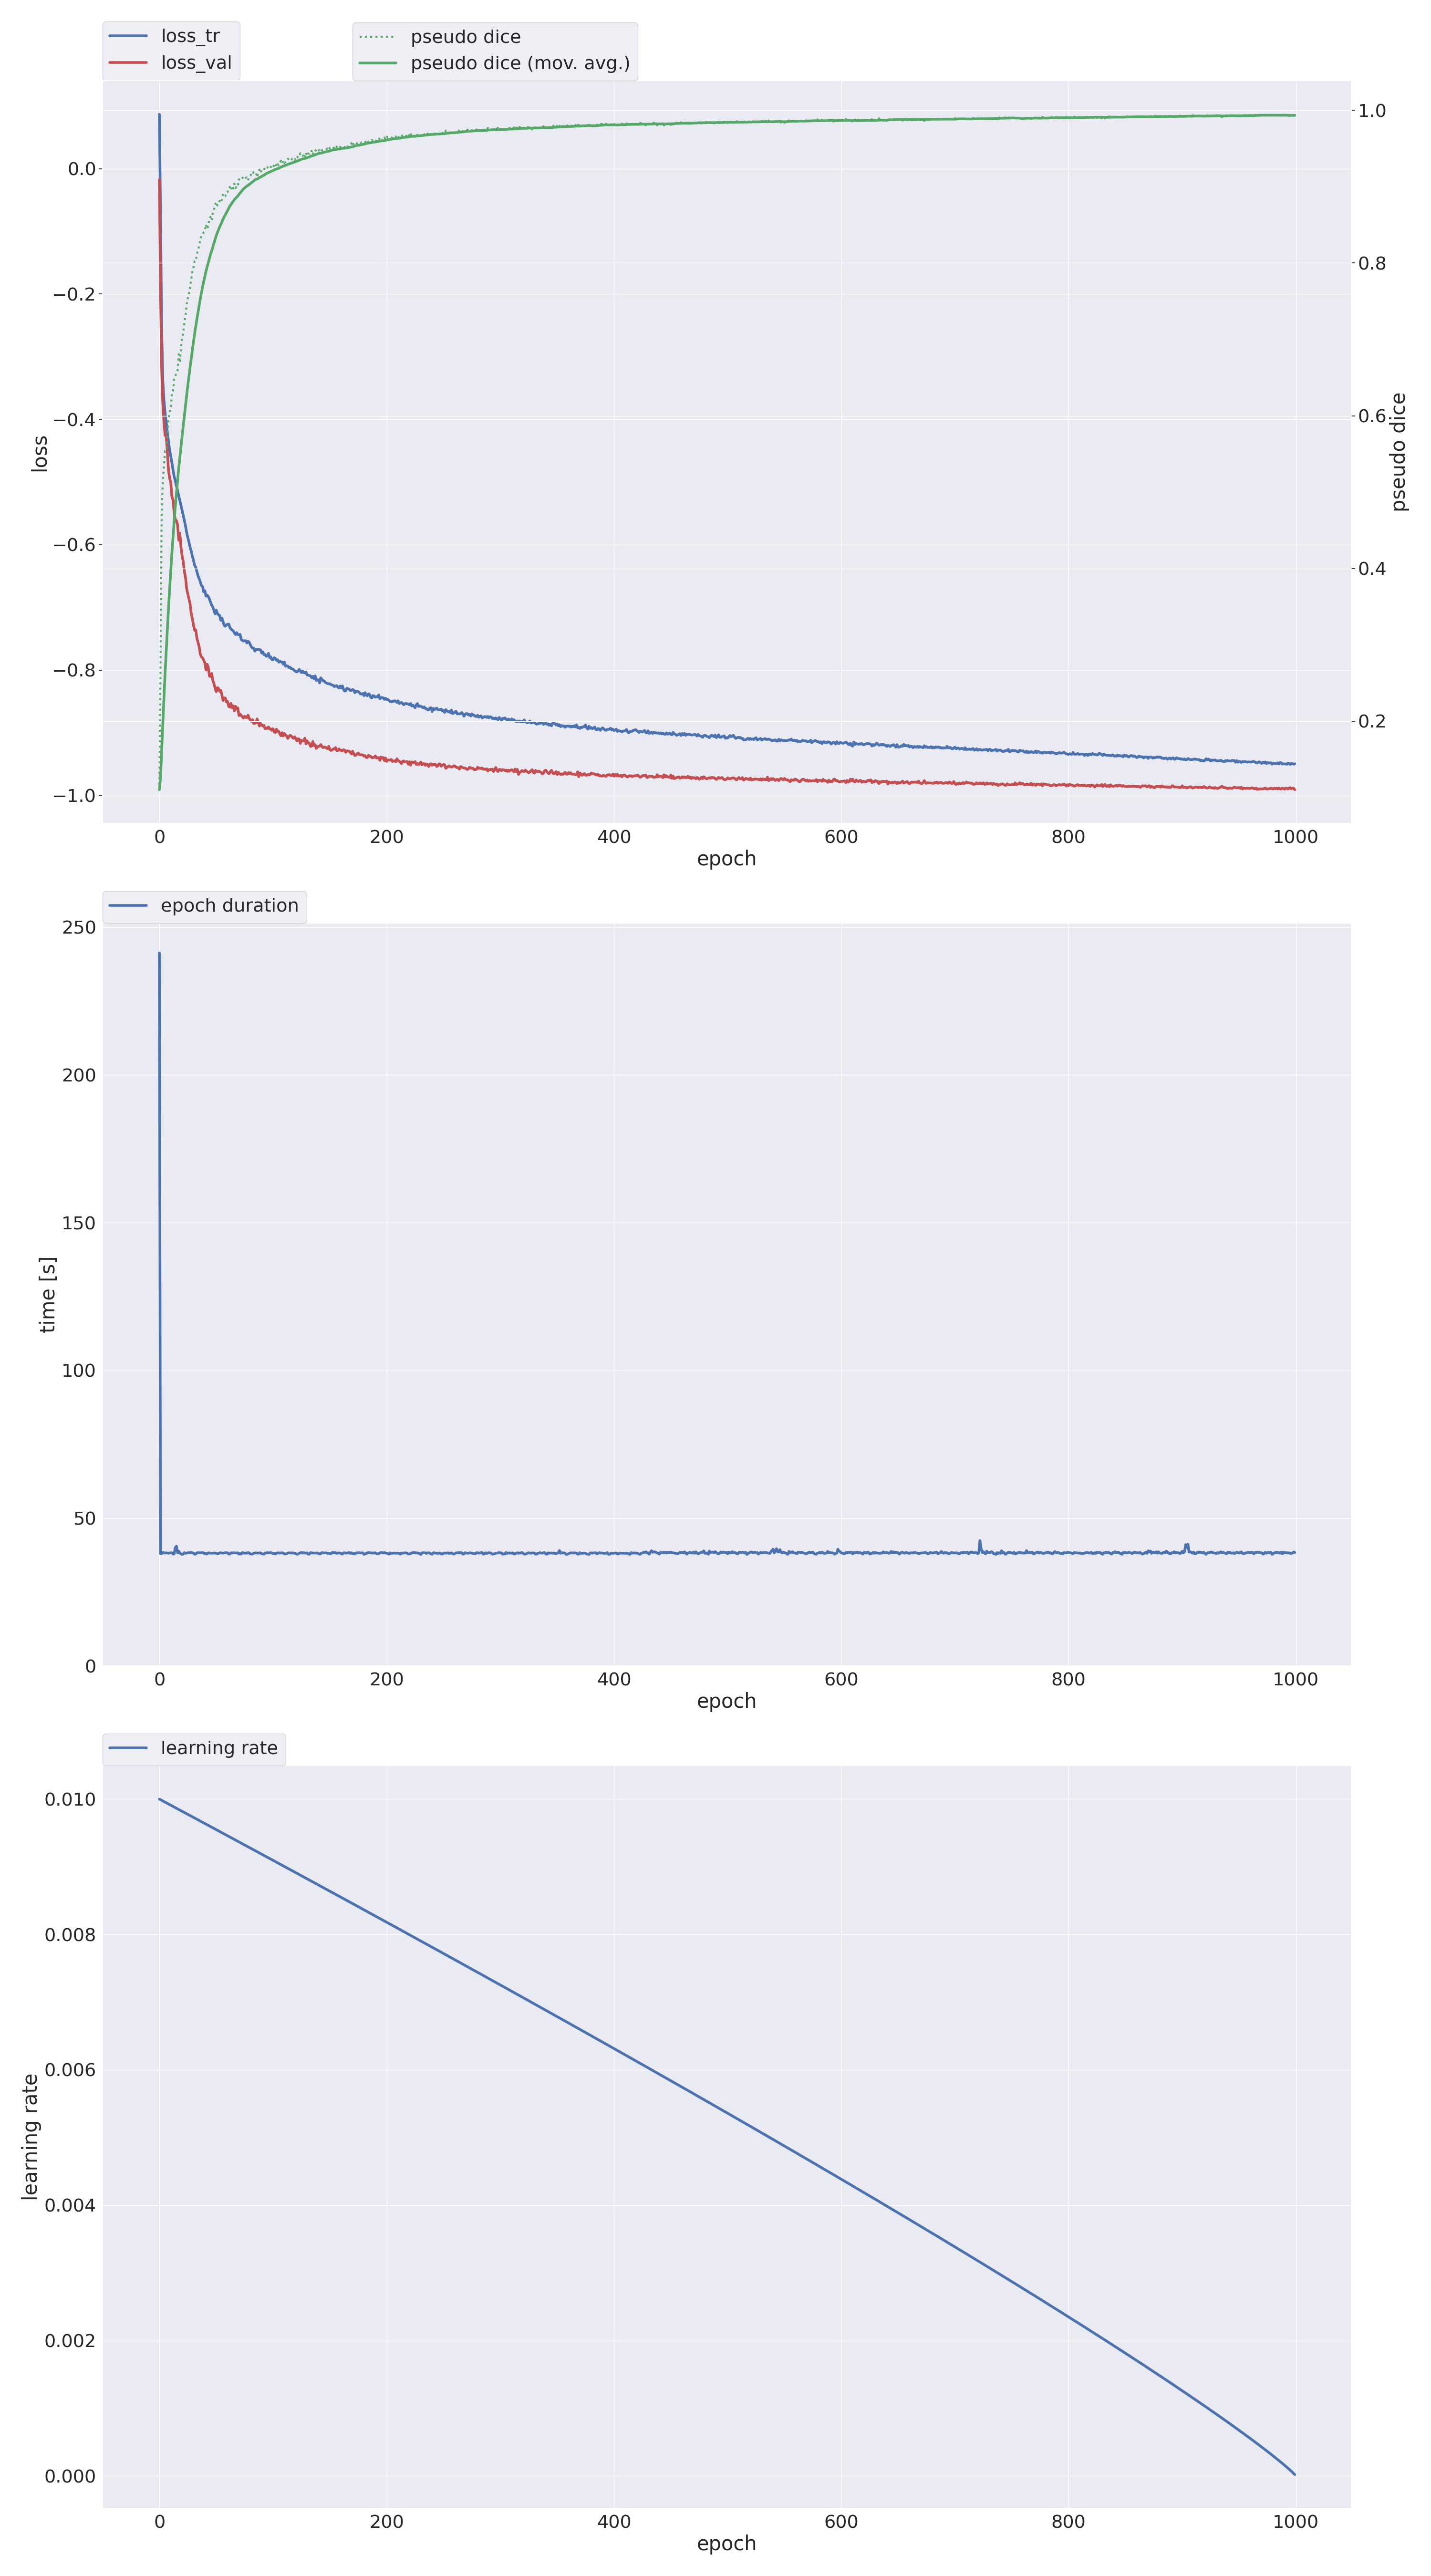 loss_tr
loss_val
pseudo dice
pseudo dice (mov. avg.)
0.0
−0.2
−0.4
−0.6
−0.8
−1.0
loss
1.0
0.8
0.6
0.4
0.2
pseudo dice
0 200 400 600 800 1000
epoch
epoch duration
250
200
150
100
50
0
time [s]
0 200 400 600 800 1000
epoch
learning rate
0.010
0.008
0.006
0.004
0.002
0.000
learning rate
0 200 400 600 800 1000
epoch